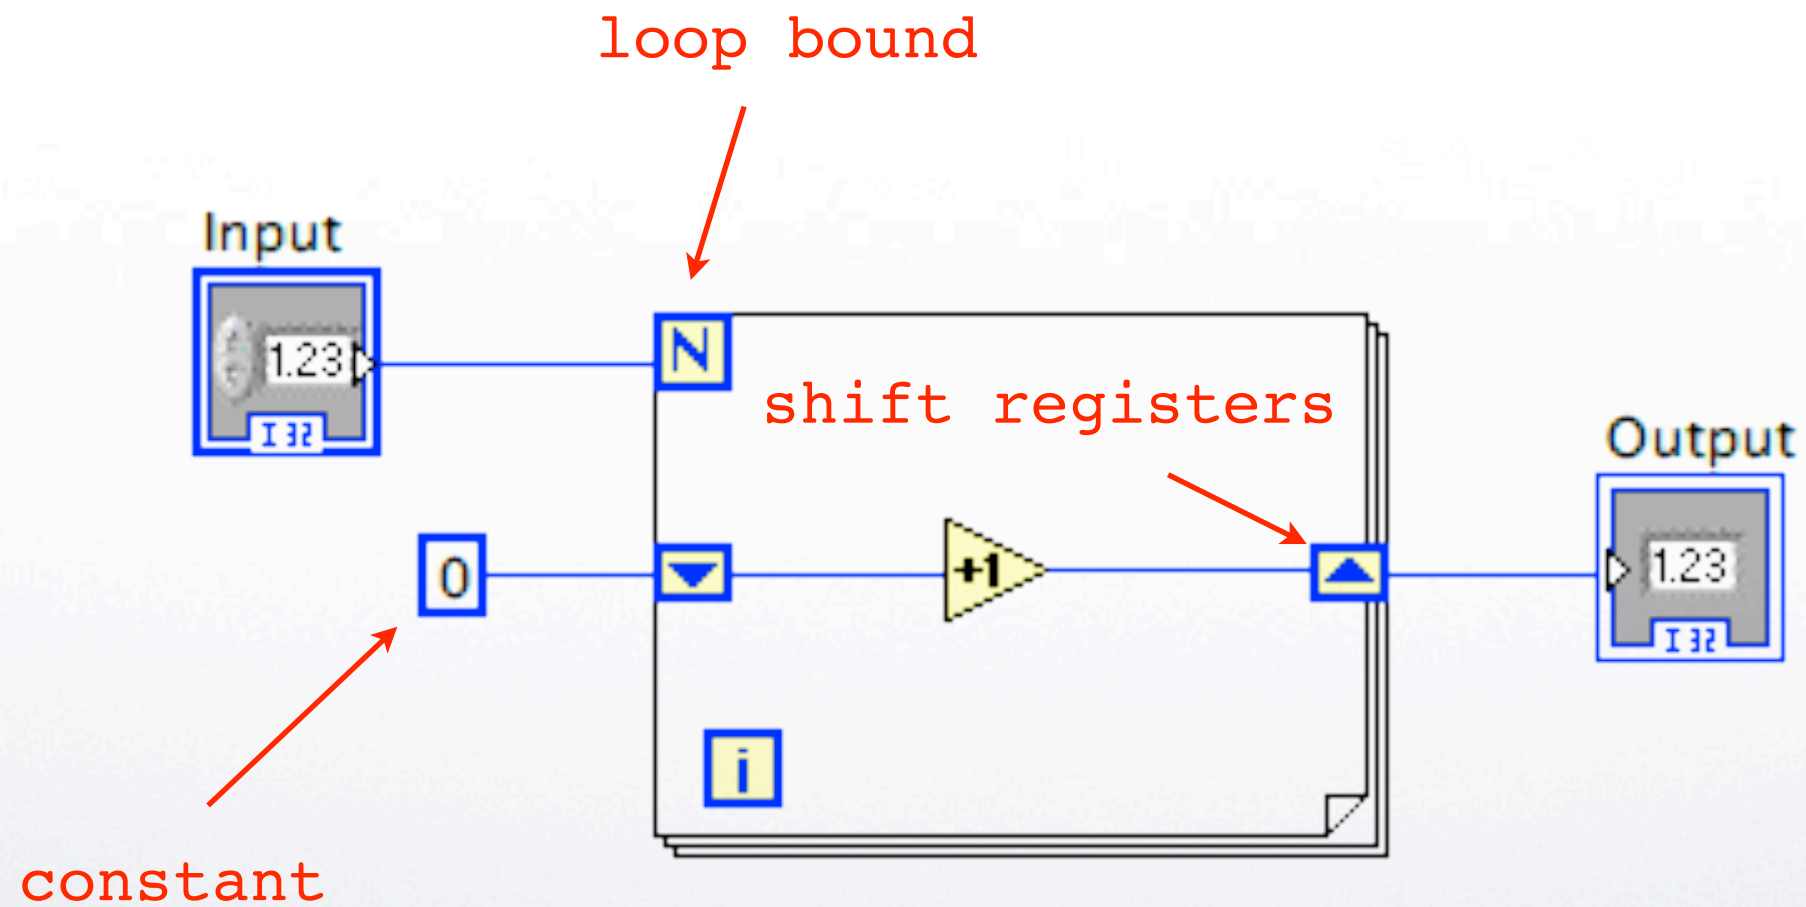 loop bound
Input
1.23
I32
N
shift registers
Output
1.23
I32
0
+1
i
constant